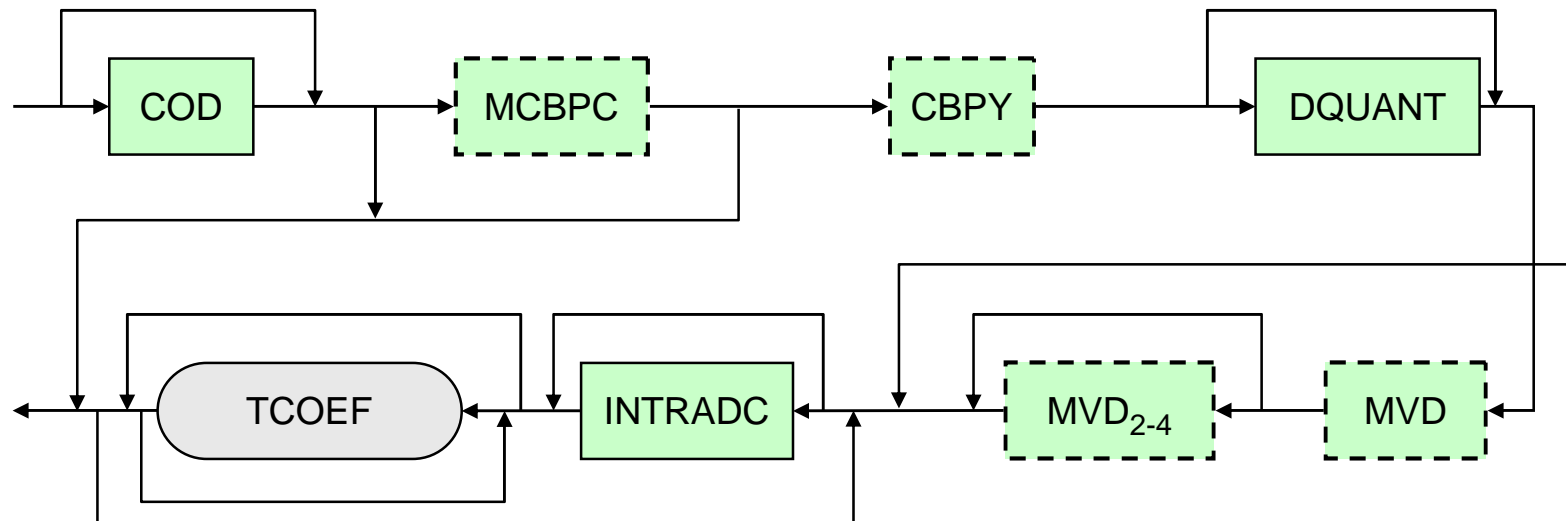 COD
MCBPC
CBPY
DQUANT
TCOEF
INTRADC
MVD2-4
MVD